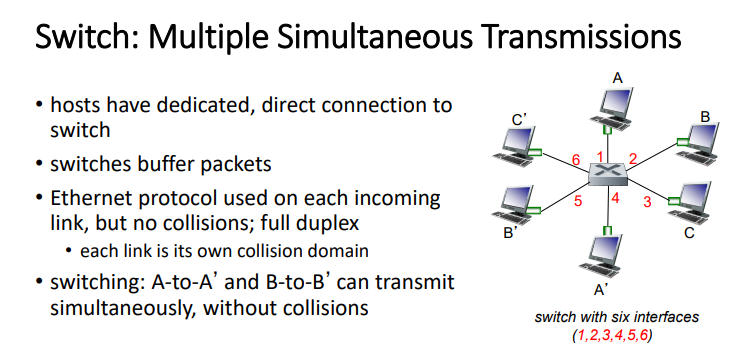 Switch: Multiple Simultaneous Transmissions
• hosts have dedicated, direct connection to
switch
• switches buffer packets
• Ethernet protocol used on each incoming
link, but no collisions; full duplex
• each link is its own collision domain
• switching: A-to-A’ and B-to-B’ can transmit
simultaneously, without collisions
A
B
C’
6
1
2
5
4
3
B’
C
A’
switch with six interfaces
(1,2,3,4,5,6)